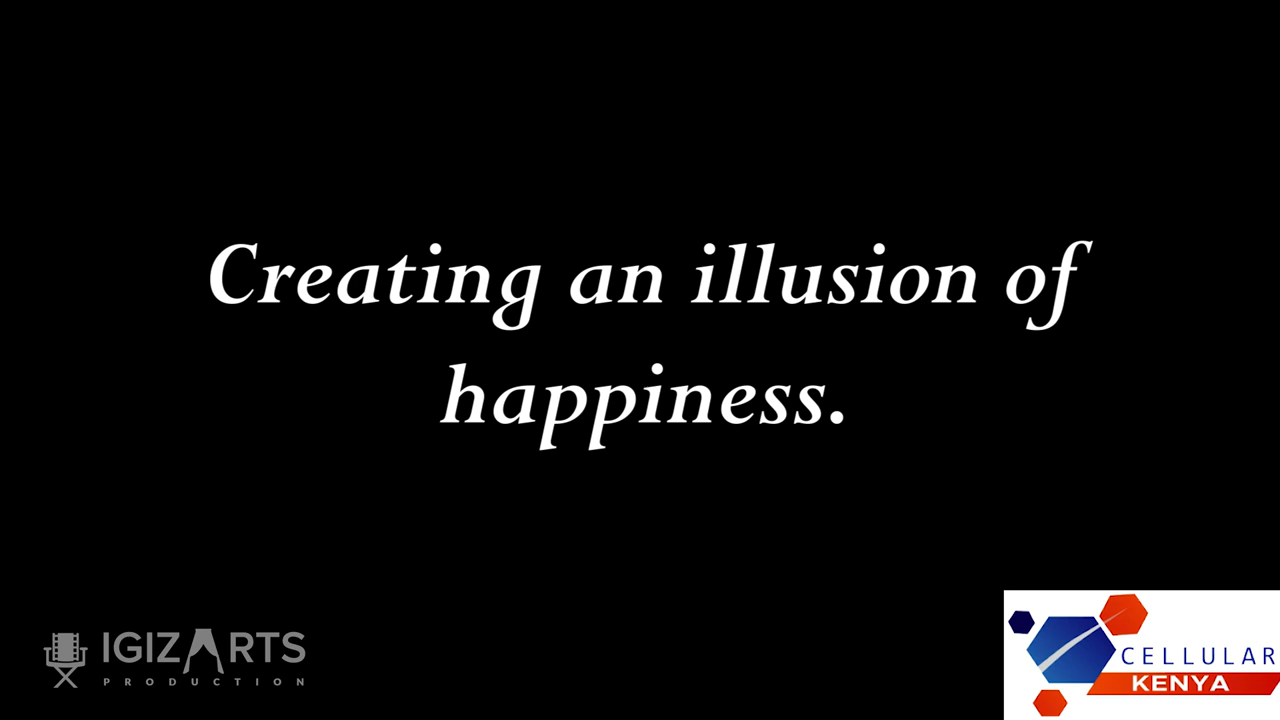 Creating an illusion of
happiness.
IGIZARTS
PRODUCTION
CELLULAR
KENYA